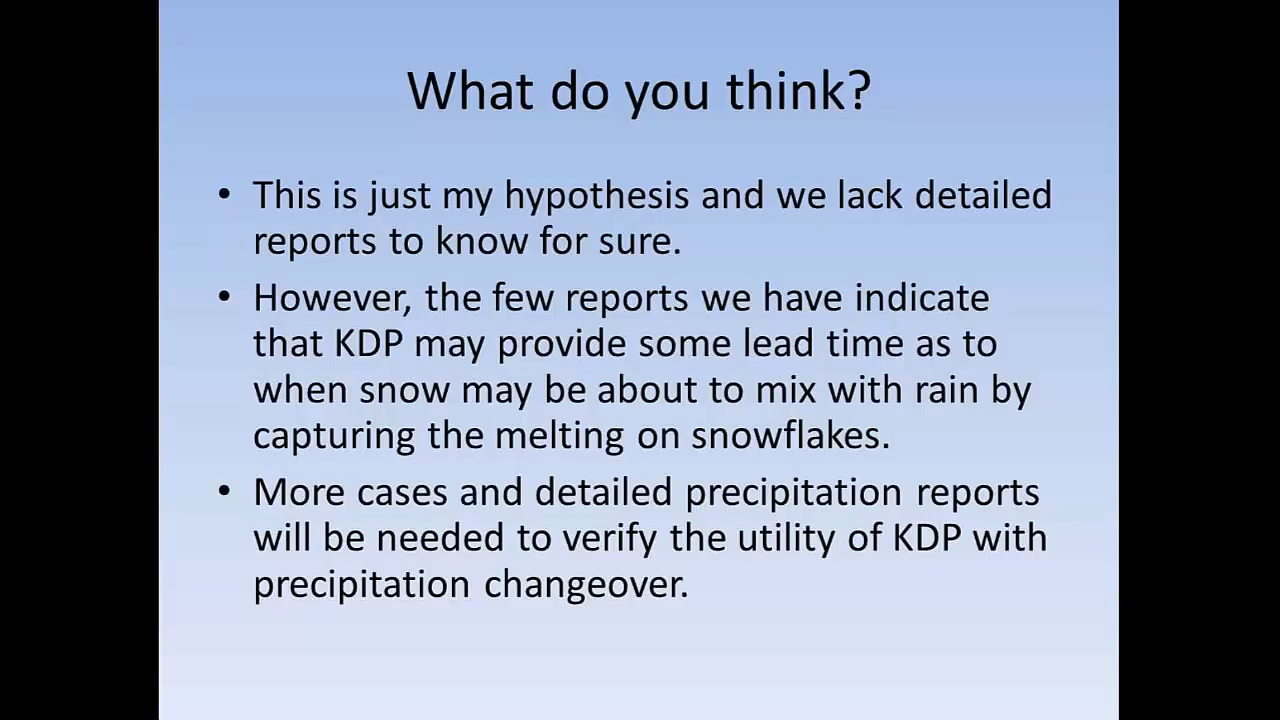 What do you think?
• This is just my hypothesis and we lack detailed
reports to know for sure.
• However, the few reports we have indicate
that KDP may provide some lead time as to
when snow may be about to mix with rain by
capturing the melting on snowflakes.
• More cases and detailed precipitation reports
will be needed to verify the utility of KDP with
precipitation changeover.